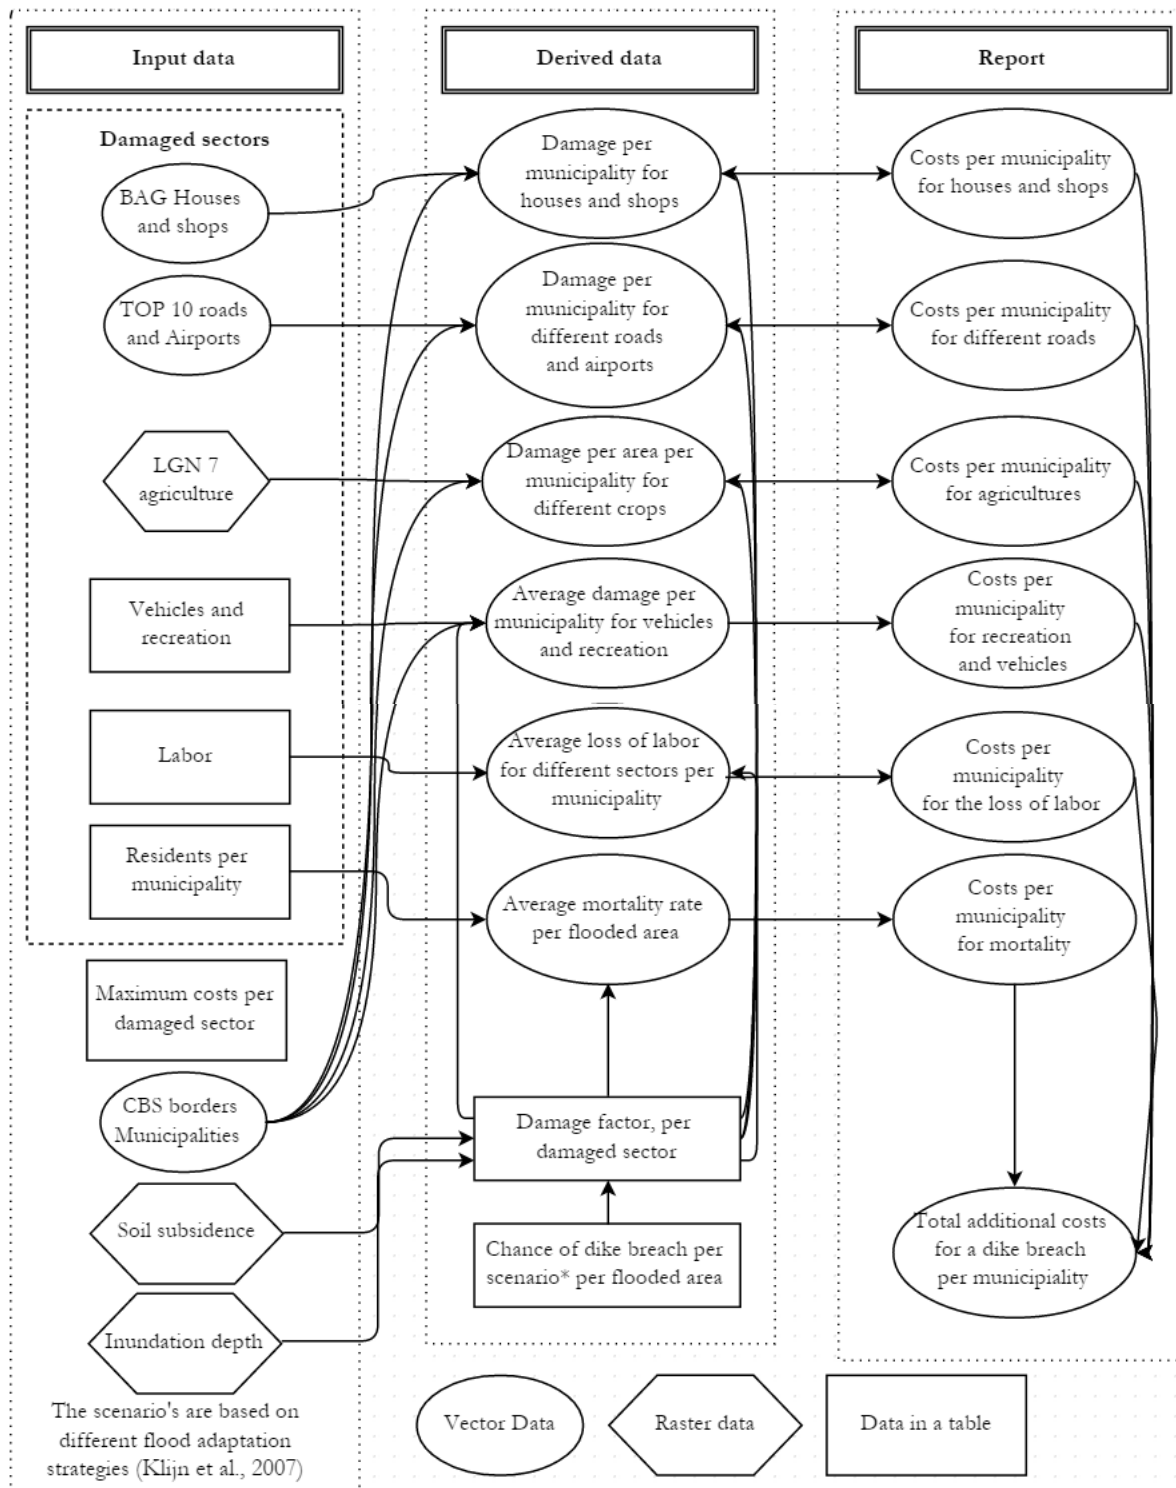 Input data
Damaged sectors
BAG Houses
and shops
TOP 10 roads
and Airports
LGN 7
agriculture
Vehicles and
recreation
Labor
Residents per
municipality
Maximum costs per
damaged sector
CBS borders
Municipalities
Soil subsidence
Inundation depth
The scenario's are based on
different flood adaptation
strategies (Klijn et al., 2007)
Derived data
Damage per
municipality for
houses and shops
Damage per
municipality for
different roads
and airports
Damage per area per
municipality for
different crops
Average damage per
municipality for vehicles
and recreation
Average loss of labor
for different sectors per
municipality
Average mortality rate
per flooded area
Damage factor, per
damaged sector
Chance of dike breach per
scenario* per flooded area
Report
Costs per municipality
for houses and shops
Costs per municipality
for different roads
Costs per municipality
for agricultures
Costs per
municipality
for recreation
and vehicles
Costs per
municipality
for the loss of labor
Costs per
municipality
for mortality
Total additional costs
for a dike breach
per municipiality
Vector Data
Raster data
Data in a table